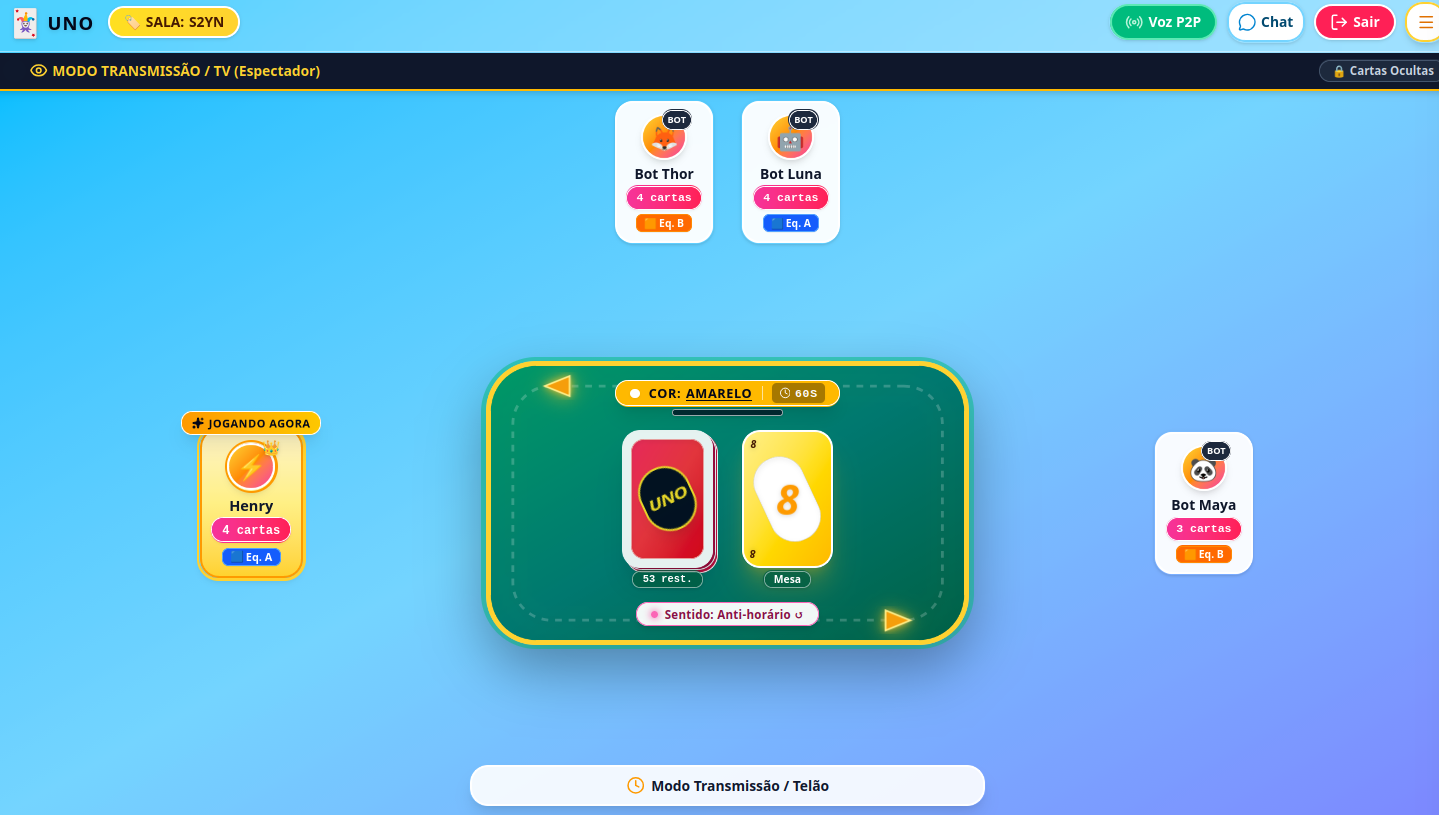 UNO
🏷️ SALA: S2YN
Voz P2P
Chat
Sair
MODO TRANSMISSÃO / TV (Espectador)
🔒 Cartas Ocultas
BOT
Bot Thor
4 cartas
Eq. B
BOT
Bot Luna
4 cartas
Eq. A
JOGANDO AGORA
Henry
4 cartas
Eq. A
COR: AMARELO
60S
UNO
53 rest.
8
8
8
Mesa
Sentido: Anti-horário ↺
BOT
Bot Maya
3 cartas
Eq. B
Modo Transmissão / Telão